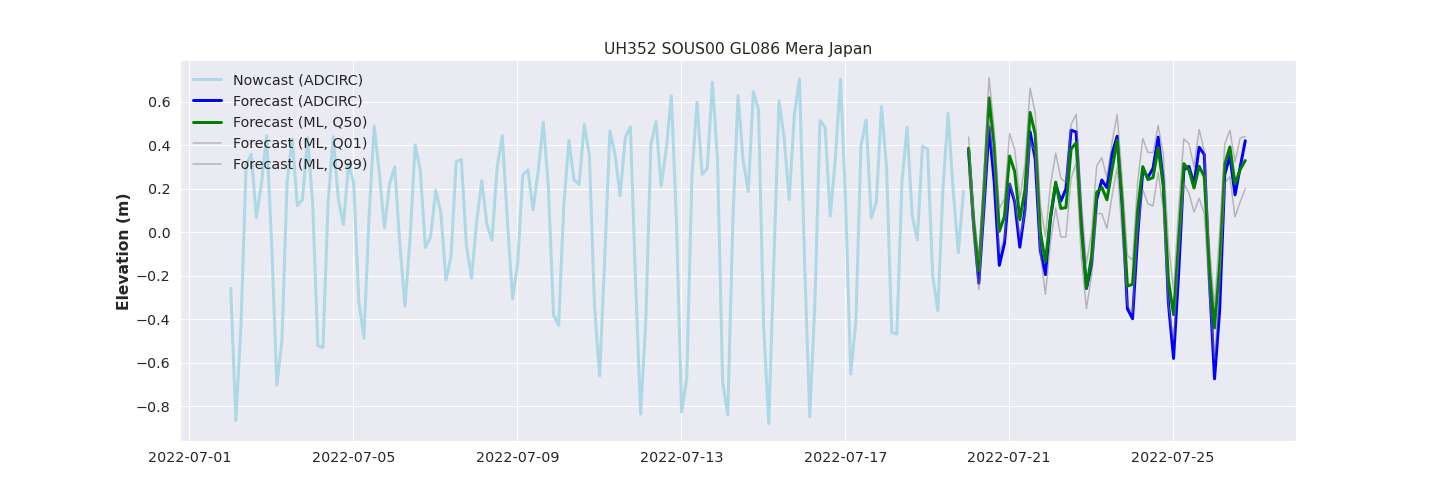 UH352 SOUS00 GL086 Mera Japan
Nowcast (ADCIRC)
Forecast (ADCIRC)
Forecast (ML, Q50)
Forecast (ML, Q01)
Forecast (ML, Q99)
Elevation (m)
0.6
0.4
0.2
0.0
−0.2
−0.4
−0.6
−0.8
2022-07-01 2022-07-05 2022-07-09 2022-07-13 2022-07-17 2022-07-21 2022-07-25